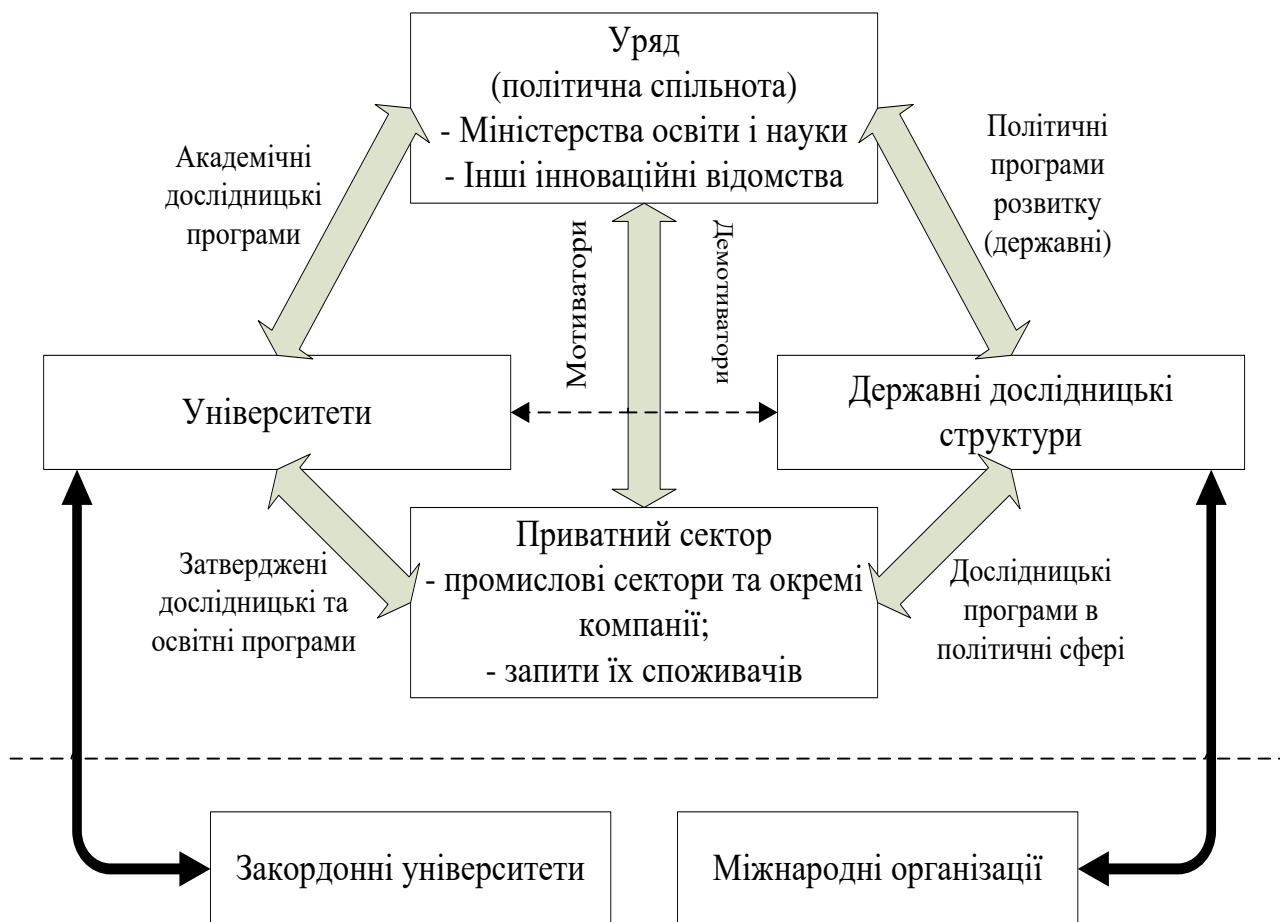 Уряд
(політична спільнота)
- Міністерства освіти і науки
- Інші інноваційні відомства
Академічні
дослідницькі
програми
Політичні
програми
розвитку
(державні)
Мотиватори
Демотиватори
Університети
Державні дослідницькі
структури
Затверджені
дослідницькі та
освітні програми
Приватний сектор
- промислові сектори та окремі
компанії;
- запити їх споживачів
Дослідницькі
програми в
політичні сфері
Закордонні університети
Міжнародні організації